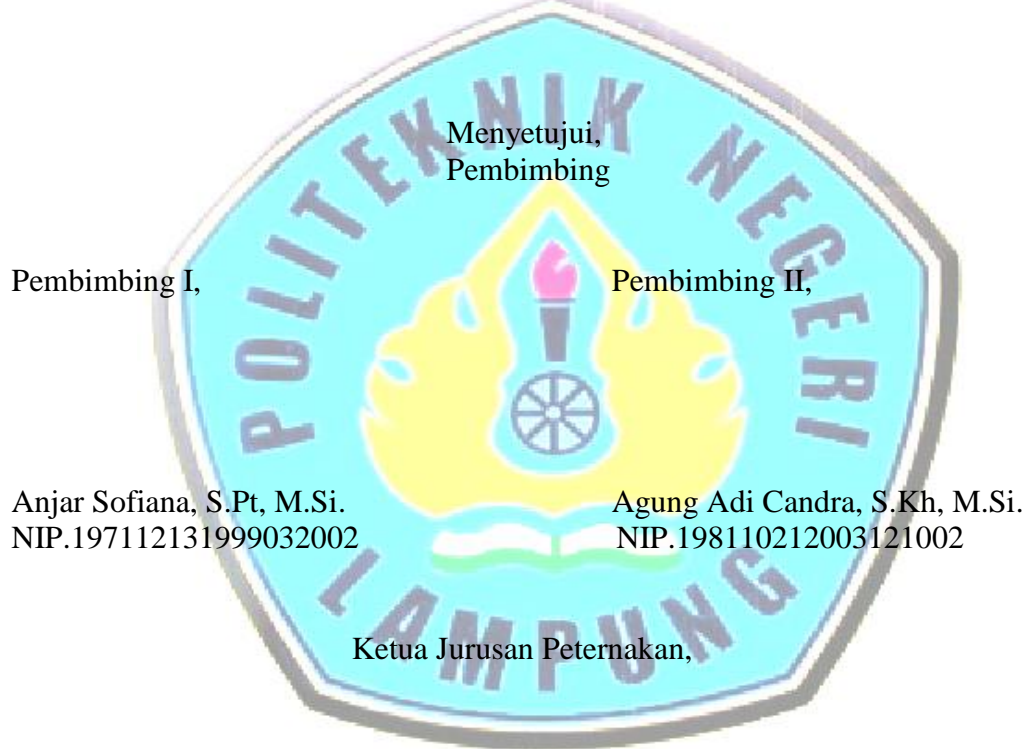 POLITEKNIK NEGERI
Menyetujui,
Pembimbing
Pembimbing I, Pembimbing II,
Anjar Sofiana, S.Pt, M.Si. Agung Adi Candra, S.Kh, M.Si.
NIP.197112131999032002 NIP.198110212003121002
LAMPUNG
Ketua Jurusan Peternakan,